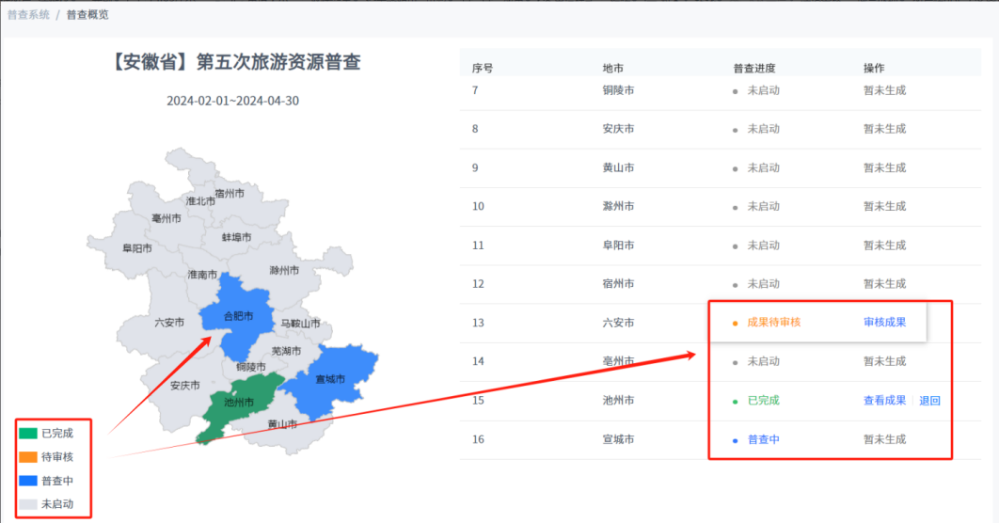 普查系统 / 普查概览
【安徽省】第五次旅游资源普查
2024-02-01~2024-04-30
宿州市
淮北市
亳州市
蚌埠市
阜阳市
滁州市
淮南市
合肥市
六安市
马鞍山市
芜湖市
铜陵市
宣城市
安庆市
池州市
黄山市
已完成
待审核
普查中
未启动
序号 地市 普查进度 操作
7 铜陵市 未启动 暂未生成
8 安庆市 未启动 暂未生成
9 黄山市 未启动 暂未生成
10 滁州市 未启动 暂未生成
11 阜阳市 未启动 暂未生成
12 宿州市 未启动 暂未生成
13 六安市 成果待审核 审核成果
14 亳州市 未启动 暂未生成
15 池州市 已完成 查看成果 退回
16 宣城市 普查中 暂未生成